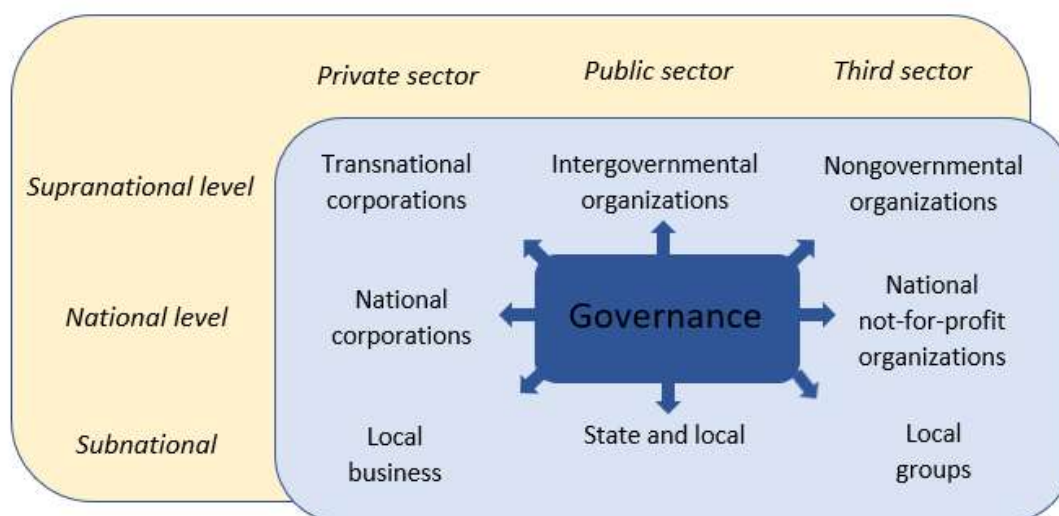 Private sector
Public sector
Third sector
Supranational level
Transnational
corporations
Intergovernmental
organizations
Nongovernmental
organizations
National level
National
corporations
Governance
National
not-for-profit
organizations
Subnational
Local
business
State and local
Local
groups